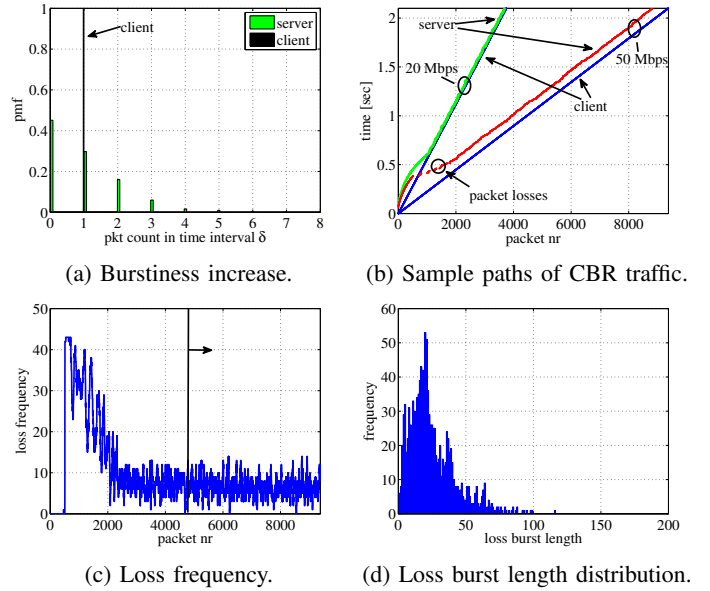 1
0.8
0.6
0.4
0.2
0
pmf
0 1 2 3 4 5 6 7 8
pkt count in time interval δ
client
server
client
(a) Burstiness increase.
2
1.5
1
0.5
0
time [sec]
0 2000 4000 6000 8000
packet nr
server
20 Mbps
50 Mbps
client
packet losses
(b) Sample paths of CBR traffic.
50
40
30
20
10
0
loss frequency
0 2000 4000 6000 8000
packet nr
(c) Loss frequency.
60
50
40
30
20
10
0
frequency
0 50 100 150 200
loss burst length
(d) Loss burst length distribution.